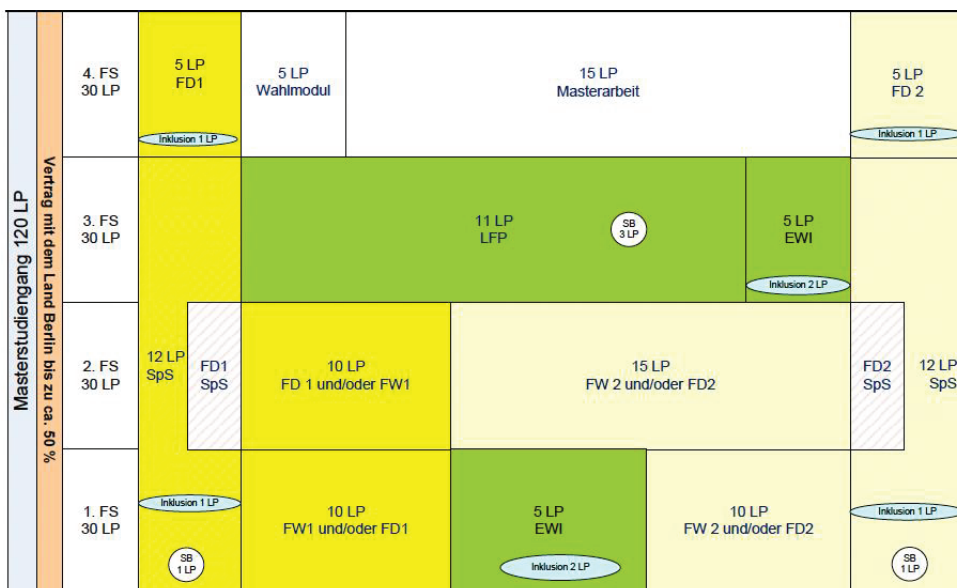 Masterstudiengang 120 LP
Vertrag mit dem Land Berlin bis zu ca. 50 %
4. FS
30 LP
5 LP
FD1
Inklusion 1 LP
5 LP
Wahlmodul
15 LP
Masterarbeit
5 LP
FD 2
Inklusion 1 LP
3. FS
30 LP
11 LP
LFP
SB
3 LP
5 LP
EWI
Inklusion 2 LP
2. FS
30 LP
12 LP
SpS
FD1
SpS
10 LP
FD 1 und/oder FW1
15 LP
FW 2 und/oder FD2
FD2
SpS
12 LP
SpS
1. FS
30 LP
Inklusion 1 LP
SB
1 LP
10 LP
FW1 und/oder FD1
5 LP
EWI
Inklusion 2 LP
10 LP
FW 2 und/oder FD2
Inklusion 1 LP
SB
1 LP